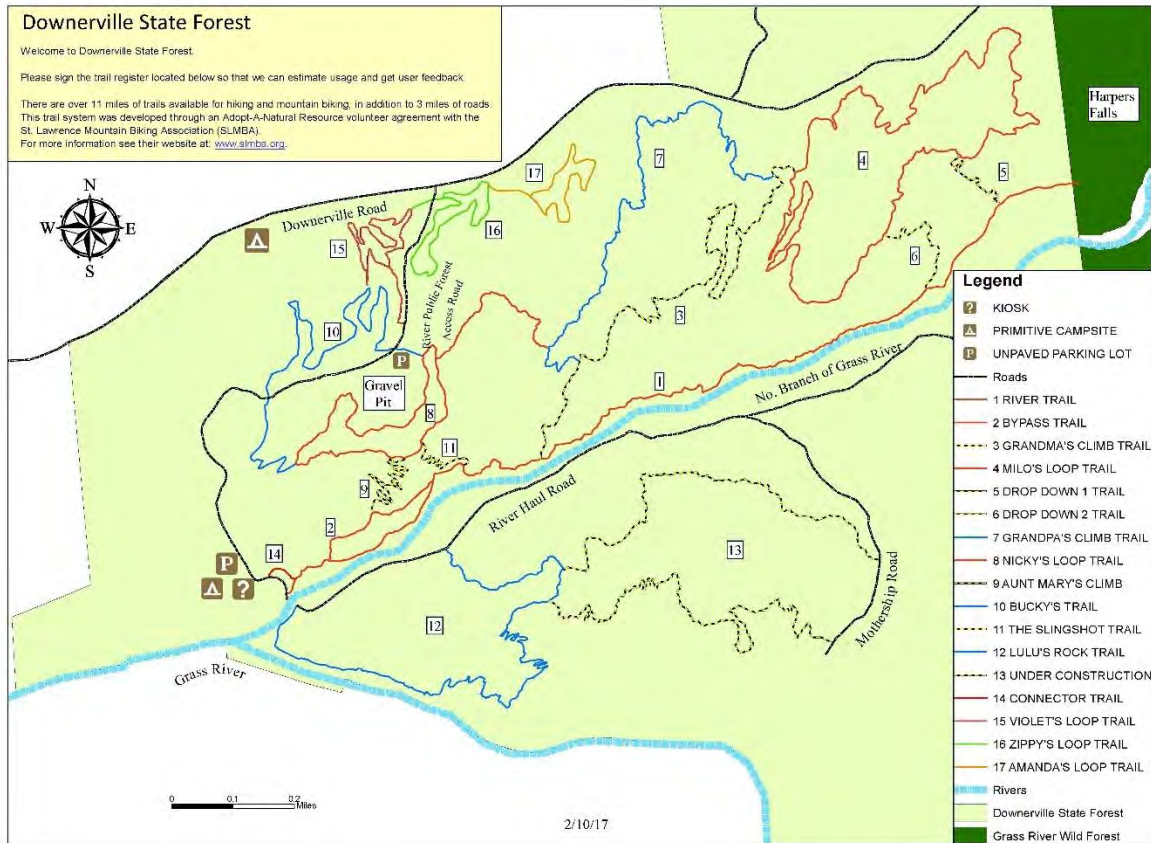 Downerville State Forest
Welcome to Downerville State Forest.
Please sign the trail register located below so that we can estimate usage and get user feedback
There are over 11 miles of trails available for hiking and mountain biking, in addition to 3 miles of roads.
This trail system was developed through an Adopt-A-Natural Resource volunteer agreement with the
St. Lawrence Mountain Biking Association (SLMBA).
For more information see their website at: www.slmba.org.
N
W E
S
Harpers
Falls
7
4
17
5
Downerville Road
16
15
6
River Public Forest
Access Road
10
3
P
Gravel
Pit
1
No. Branch of Grass River
8
11
9
River Haul Road
2
13
14
P
?
Mothership Road
12
Grass River
0 0.1 0.2
Miles
2/10/17
Legend
? KIOSK
PRIMITIVE CAMPSITE
P UNPAVED PARKING LOT
Roads
1 RIVER TRAIL
2 BYPASS TRAIL
3 GRANDMA'S CLIMB TRAIL
4 MILO'S LOOP TRAIL
5 DROP DOWN 1 TRAIL
6 DROP DOWN 2 TRAIL
7 GRANDPA'S CLIMB TRAIL
8 NICKY'S LOOP TRAIL
9 AUNT MARY'S CLIMB
10 BUCKY'S TRAIL
11 THE SLINGSHOT TRAIL
12 LULU'S ROCK TRAIL
13 UNDER CONSTRUCTION
14 CONNECTOR TRAIL
15 VIOLET'S LOOP TRAIL
16 ZIPPY'S LOOP TRAIL
17 AMANDA'S LOOP TRAIL
Rivers
Downerville State Forest
Grass River Wild Forest